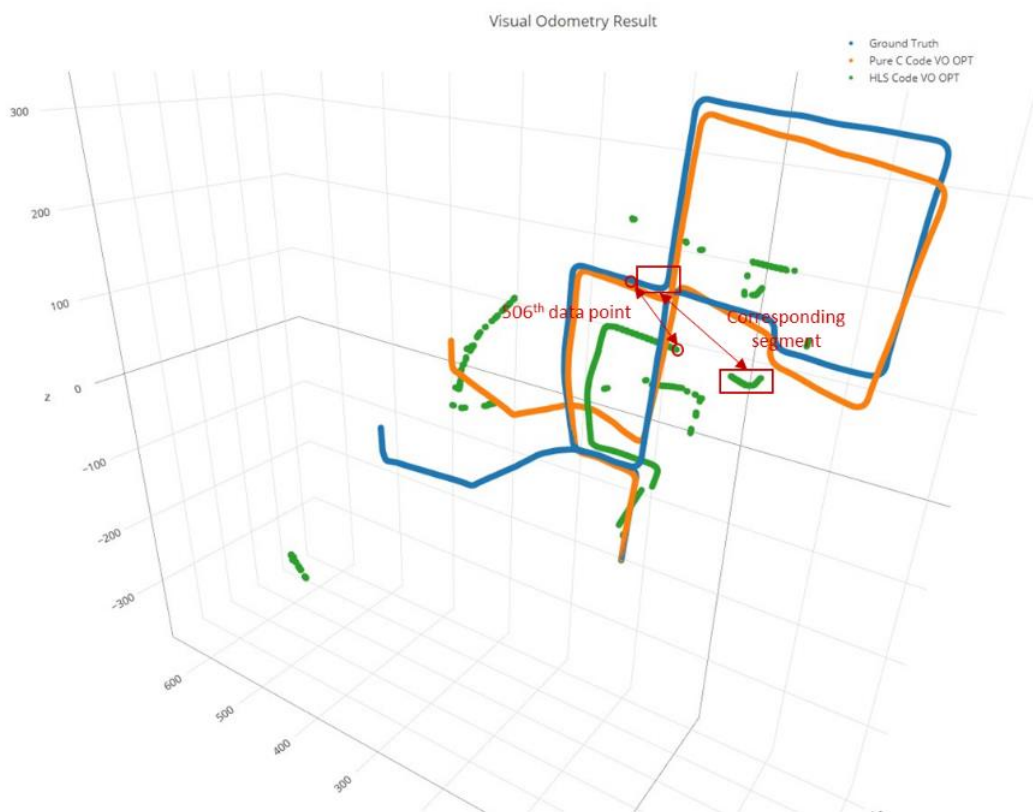 Visual Odometry Result
Ground Truth
Pure C Code VO OPT
HLS Code VO OPT
300
200
100
0
z
−100
−200
−300
506th data point
Corresponding
segment
600
500
400
300